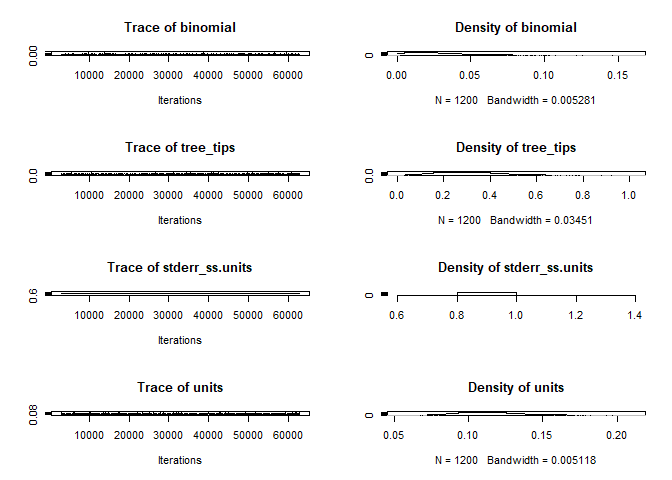 Trace of binomial
0.00
10000 20000 30000 40000 50000 60000
Iterations
Density of binomial
0
0.00 0.05 0.10 0.15
N = 1200 Bandwidth = 0.005281
Trace of tree_tips
0.0
10000 20000 30000 40000 50000 60000
Iterations
Density of tree_tips
0
0.0 0.2 0.4 0.6 0.8 1.0
N = 1200 Bandwidth = 0.03451
Trace of stderr_ss.units
0.6
10000 20000 30000 40000 50000 60000
Iterations
Density of stderr_ss.units
0
0.6 0.8 1.0 1.2 1.4
Trace of units
0.08
10000 20000 30000 40000 50000 60000
Iterations
Density of units
0
0.05 0.10 0.15 0.20
N = 1200 Bandwidth = 0.005118